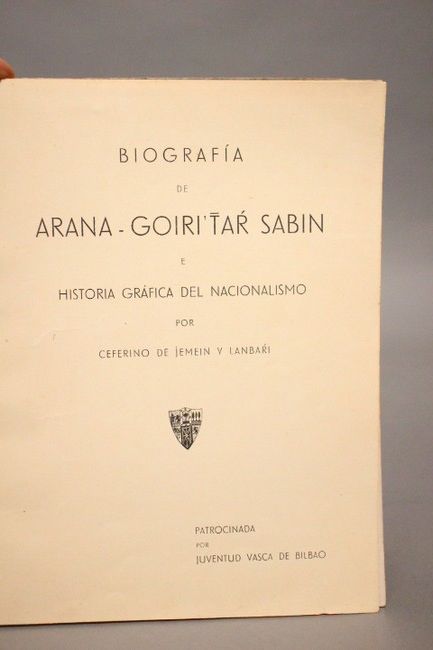 BIOGRAFÍA
DE
ARANA - GOIRI'T̄AŔ SABIN
E
HISTORIA GRÁFICA DEL NACIONALISMO
POR
CEFERINO DE JEMEIN Y LANBAŔI
PATROCINADA
POR
JUVENTUD VASCA DE BILBAO